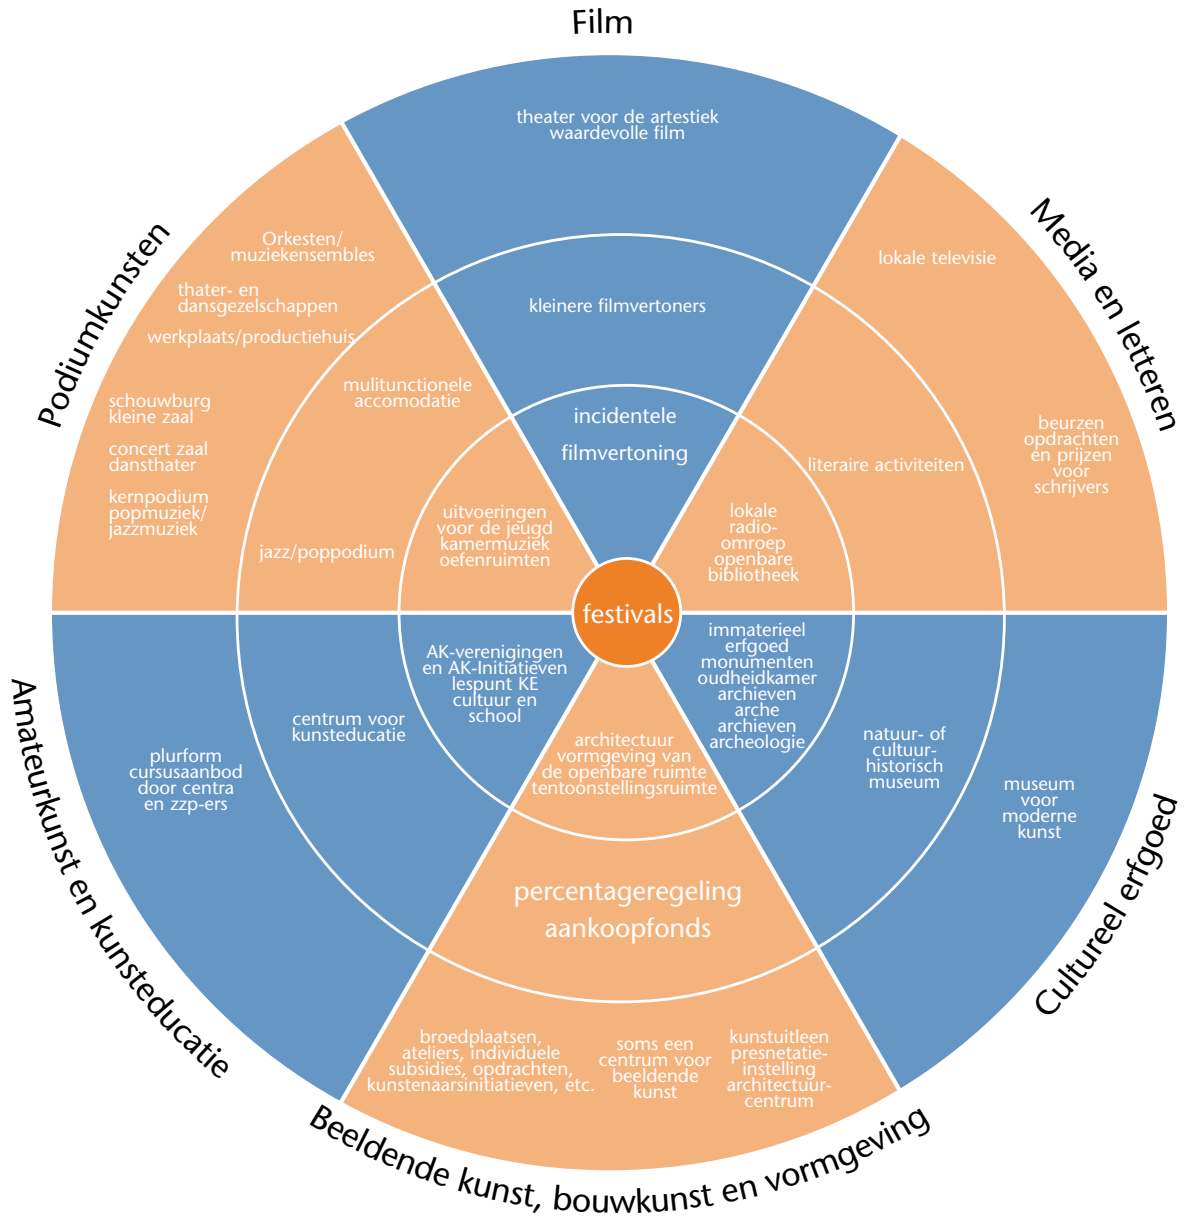 Film
theater voor de artestiek
waardevolle film
kleinere filmvertoners
incidentele
filmvertoning
Media en letteren
lokale televisie
beurzen
opdrachten
en prijzen
voor
schrijvers
literaire activiteiten
lokale
radio-
omroep
openbare
bibliotheek
Podiumkunsten
Orkesten/
muziekensembles
thater- en
dansgezelschappen
werkplaats/productiehuis
schouwburg
kleine zaal
concert zaal
dansthater
kernpodium
popmuziek/
jazzmuziek
mulitunctionele
accomodatie
jazz/poppodium
uitvoeringen
voor de jeugd
kamermuziek
oefenruimten
festivals
Amateurkunst en kunsteducatie
AK-verenigingen
en AK-Initiatieven
lespunt KE
cultuur en
school
centrum voor
kunsteducatie
plurform
cursusaanbod
door centra
en zzp-ers
Cultureel erfgoed
immaterieel
erfgoed
monumenten
oudheidkamer
archieven
arche
archieven
archeologie
natuur- of
cultuur-
historisch
museum
museum
voor
moderne
kunst
Beeldende kunst, bouwkunst en vormgeving
architectuur
vormgeving van
de openbare ruimte
tentoonstellingsruimte
percentageregeling
aankoopfonds
broedplaatsen,
ateliers, individuele
subsidies, opdrachten,
kunstenaarsinitiatieven, etc.
soms een
centrum voor
beeldende
kunst
kunstuitleen
presnetatie-
instelling
architectuur-
centrum